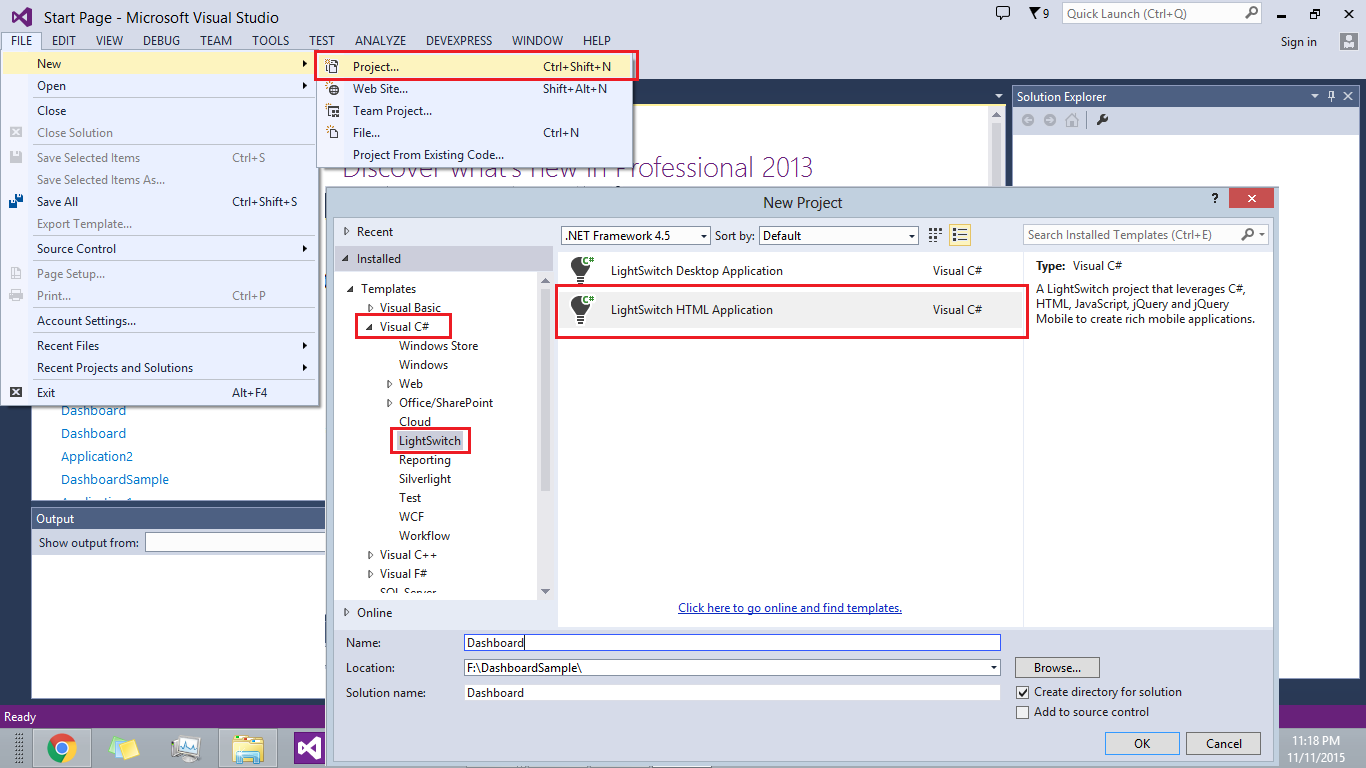 Start Page - Microsoft Visual Studio
9
Quick Launch (Ctrl+Q)
FILE EDIT VIEW DEBUG TEAM TOOLS TEST ANALYZE DEVEXPRESS WINDOW HELP
Sign in
New
Open
Close
Close Solution
Save Selected Items Ctrl+S
Save Selected Items As...
Save All Ctrl+Shift+S
Export Template...
Source Control
Page Setup...
Print... Ctrl+P
Account Settings...
Recent Files
Recent Projects and Solutions
Exit Alt+F4
Project... Ctrl+Shift+N
Web Site... Shift+Alt+N
Team Project...
File... Ctrl+N
Project From Existing Code...
Discover what's new in Professional 2013
Solution Explorer
Dashboard
Dashboard
Application2
DashboardSample
Application1
Output
Show output from:
New Project
?
Recent
Installed
Templates
Visual Basic
Visual C#
Windows Store
Windows
Web
Office/SharePoint
Cloud
LightSwitch
Reporting
Silverlight
Test
WCF
Workflow
Visual C++
Visual F#
SQL Server
Online
.NET Framework 4.5
Sort by: Default
Search Installed Templates (Ctrl+E)
C# LightSwitch Desktop Application Visual C#
C# LightSwitch HTML Application Visual C#
Type: Visual C#
A LightSwitch project that leverages C#,
HTML, JavaScript, jQuery and jQuery
Mobile to create rich mobile applications.
Click here to go online and find templates.
Name: Dashboard
Location: F:\DashboardSample\
Browse...
Solution name: Dashboard
Create directory for solution
Add to source control
OK Cancel
Ready
11:18 PM
11/11/2015